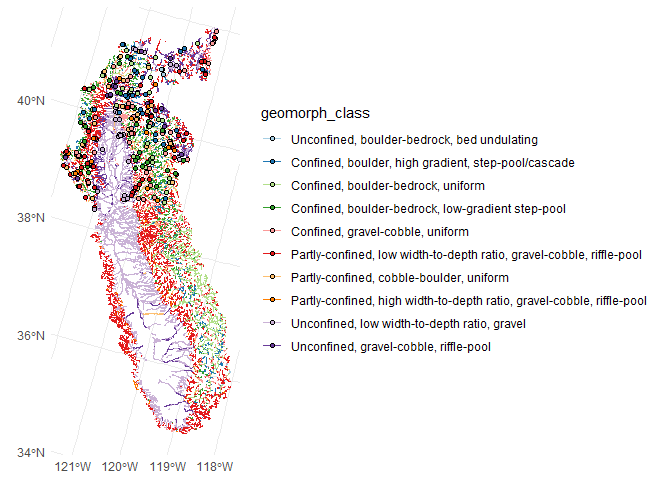 40°N
38°N
36°N
34°N
121°W 120°W 119°W 118°W
geomorph_class
Unconfined, boulder-bedrock, bed undulating
Confined, boulder, high gradient, step-pool/cascade
Confined, boulder-bedrock, uniform
Confined, boulder-bedrock, low-gradient step-pool
Confined, gravel-cobble, uniform
Partly-confined, low width-to-depth ratio, gravel-cobble, riffle-pool
Partly-confined, cobble-boulder, uniform
Partly-confined, high width-to-depth ratio, gravel-cobble, riffle-pool
Unconfined, low width-to-depth ratio, gravel
Unconfined, gravel-cobble, riffle-pool